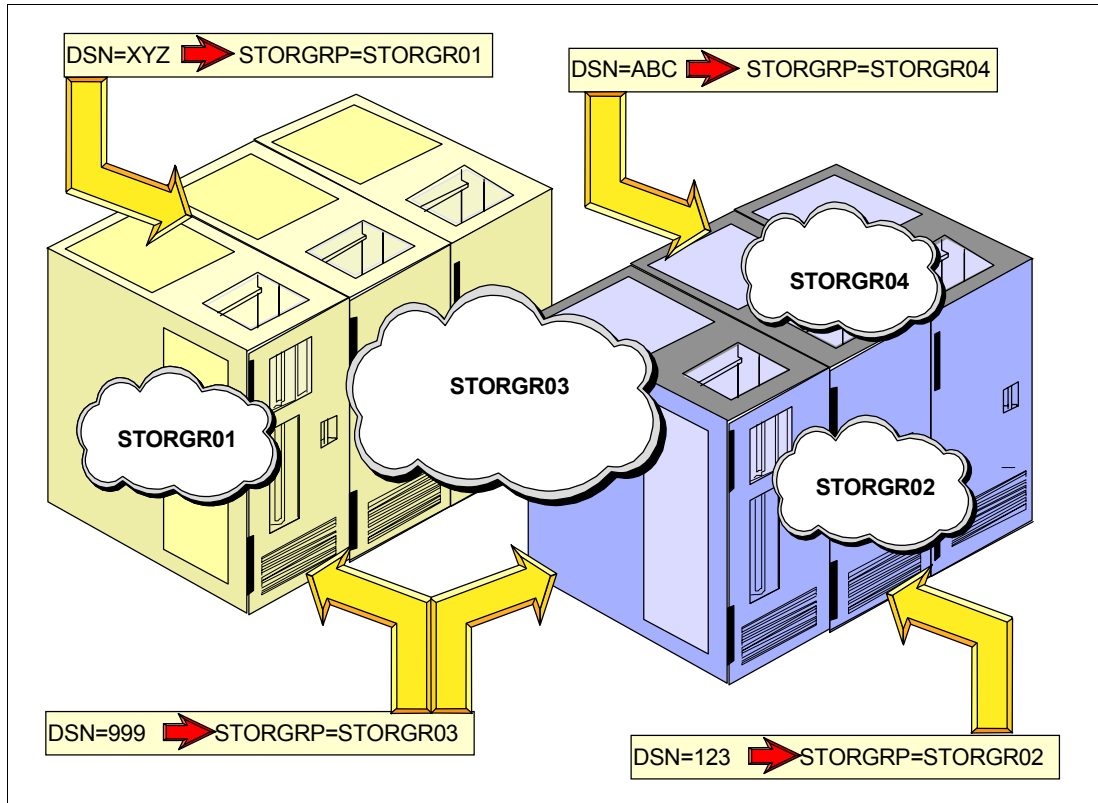 DSN=XYZ STORGRP=STORGR01
DSN=ABC STORGRP=STORGR04
STORGR04
STORGR03
STORGR01
STORGR02
DSN=999 STORGRP=STORGR03
DSN=123 STORGRP=STORGR02